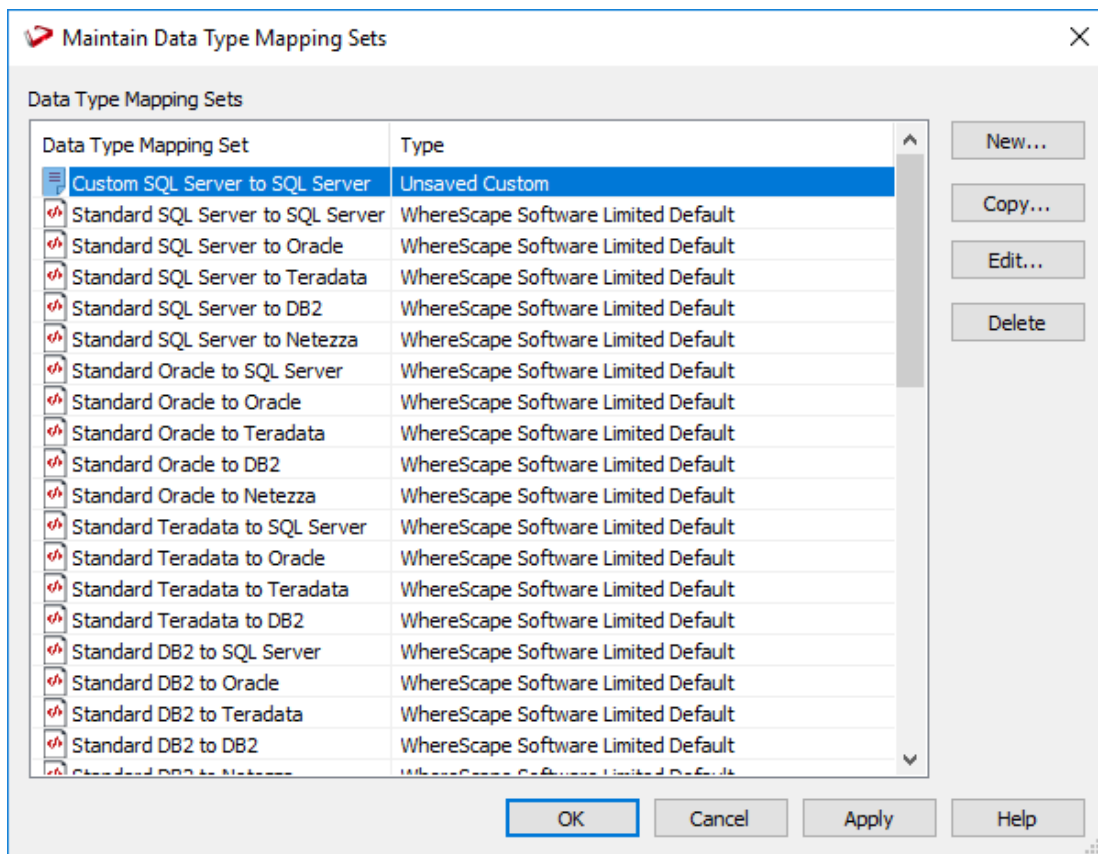 Maintain Data Type Mapping Sets
Data Type Mapping Sets
Data Type Mapping Set Type
Custom SQL Server to SQL Server Unsaved Custom
Standard SQL Server to SQL Server WhereScape Software Limited Default
Standard SQL Server to Oracle WhereScape Software Limited Default
Standard SQL Server to Teradata WhereScape Software Limited Default
Standard SQL Server to DB2 WhereScape Software Limited Default
Standard SQL Server to Netezza WhereScape Software Limited Default
Standard Oracle to SQL Server WhereScape Software Limited Default
Standard Oracle to Oracle WhereScape Software Limited Default
Standard Oracle to Teradata WhereScape Software Limited Default
Standard Oracle to DB2 WhereScape Software Limited Default
Standard Oracle to Netezza WhereScape Software Limited Default
Standard Teradata to SQL Server WhereScape Software Limited Default
Standard Teradata to Oracle WhereScape Software Limited Default
Standard Teradata to Teradata WhereScape Software Limited Default
Standard Teradata to DB2 WhereScape Software Limited Default
Standard DB2 to SQL Server WhereScape Software Limited Default
Standard DB2 to Oracle WhereScape Software Limited Default
Standard DB2 to Teradata WhereScape Software Limited Default
Standard DB2 to DB2 WhereScape Software Limited Default
Standard DB2 to Netezza WhereScape Software Limited Default
New...
Copy...
Edit...
Delete
OK Cancel Apply Help